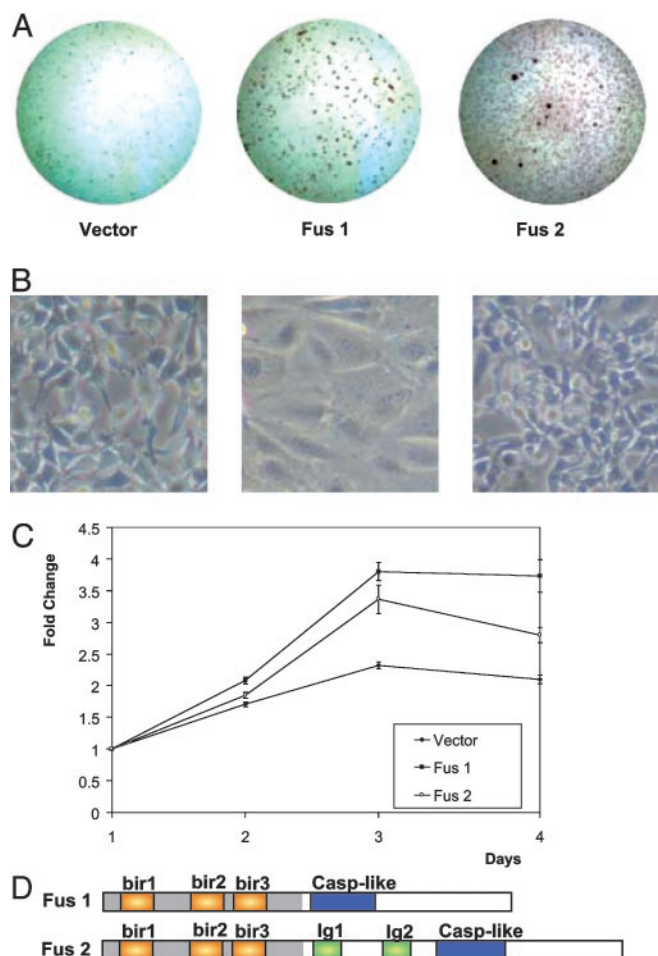 A
Vector
Fus 1
Fus 2
B
C
Fold Change
4.5
4
3.5
3
2.5
2
1.5
1
0.5
0
1
2
3
4
Days
Vector
Fus 1
Fus 2
D
bir1 bir2 bir3 Casp-like
Fus 1
bir1 bir2 bir3 Ig1 Ig2 Casp-like
Fus 2